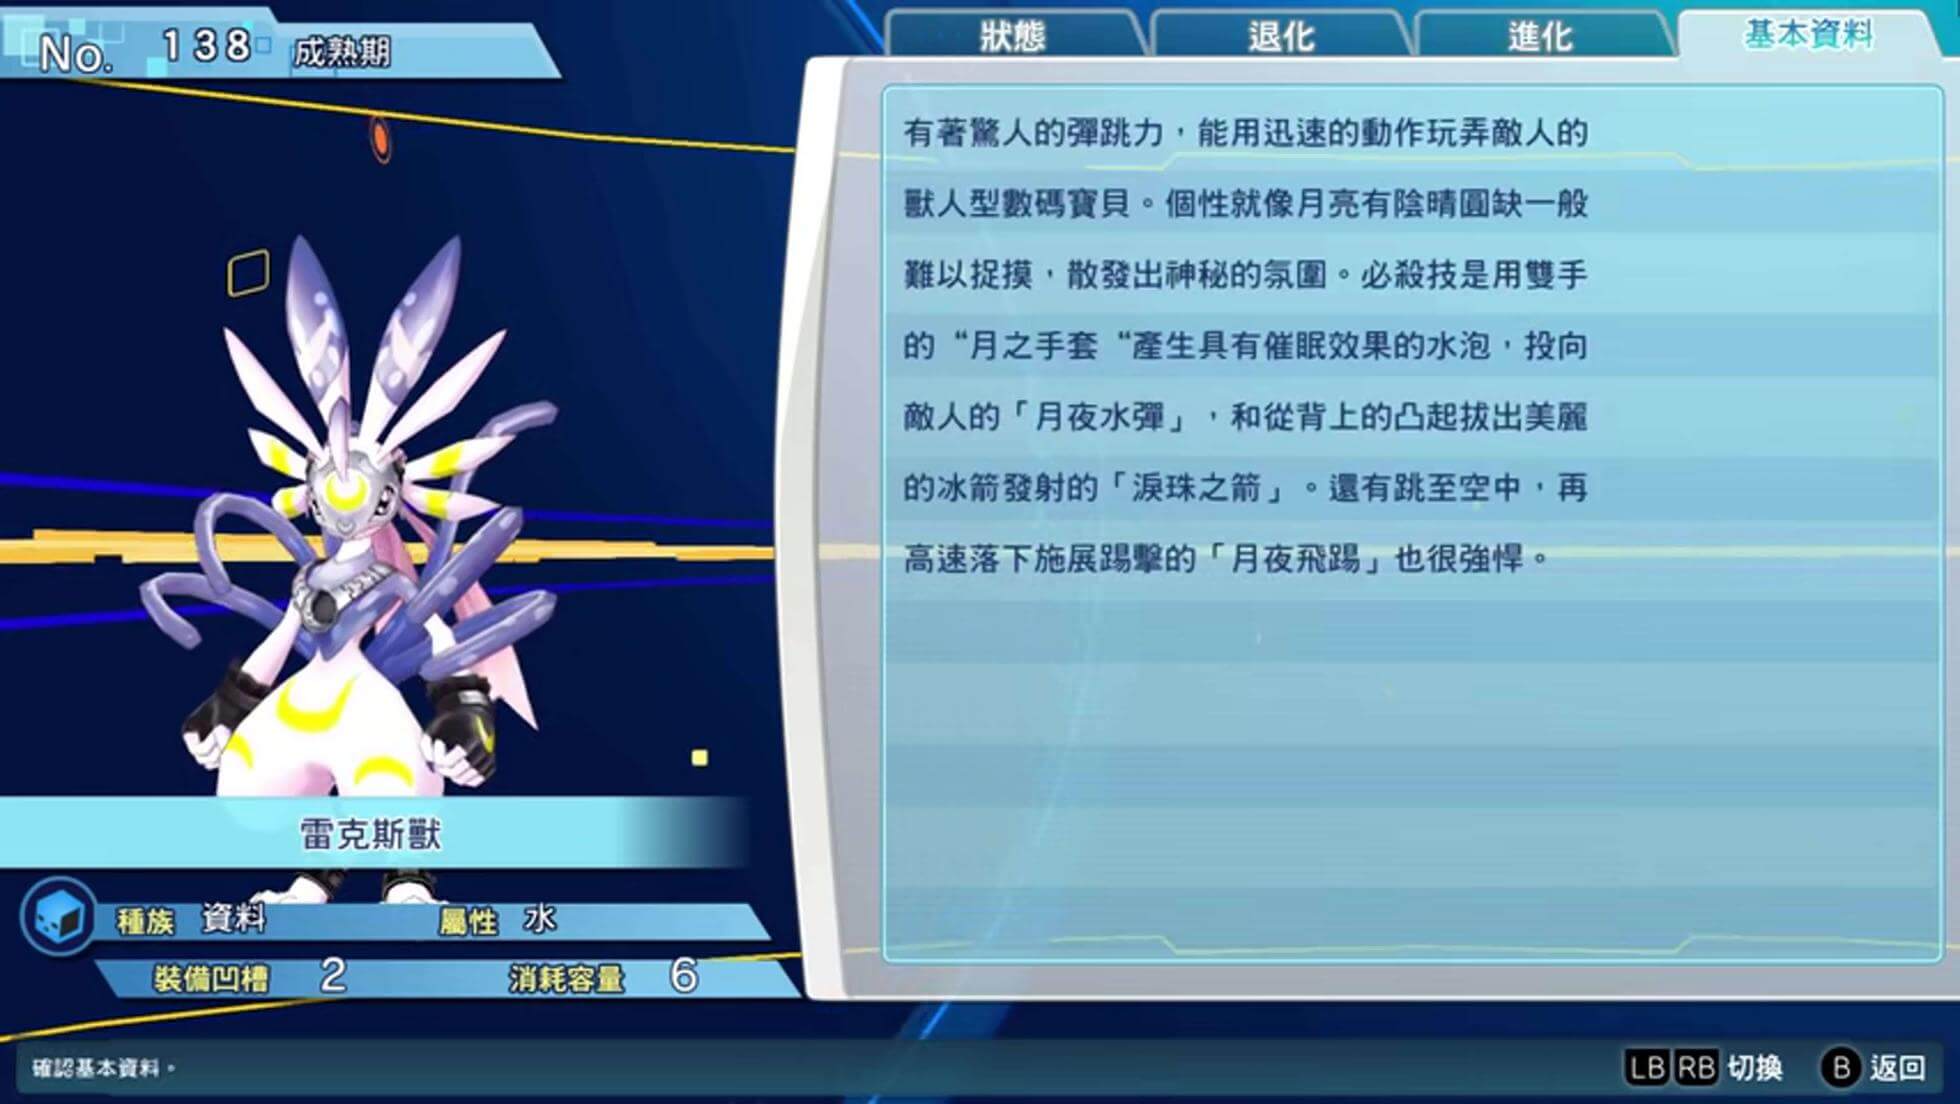 No. 138 成熟期
狀態 退化 進化 基本資料
有著驚人的彈跳力，能用迅速的動作玩弄敵人的
獸人型數碼寶貝。個性就像月亮有陰晴圓缺一般
難以捉摸，散發出神秘的氛圍。必殺技是用雙手
的“月之手套“產生具有催眠效果的水泡，投向
敵人的「月夜水彈」，和從背上的凸起拔出美麗
的冰箭發射的「淚珠之箭」。還有跳至空中，再
高速落下施展踢擊的「月夜飛踢」也很強悍。
雷克斯獸
種族 資料 屬性 水
裝備凹槽 2 消耗容量 6
確認基本資料。
LB RB 切換 B 返回